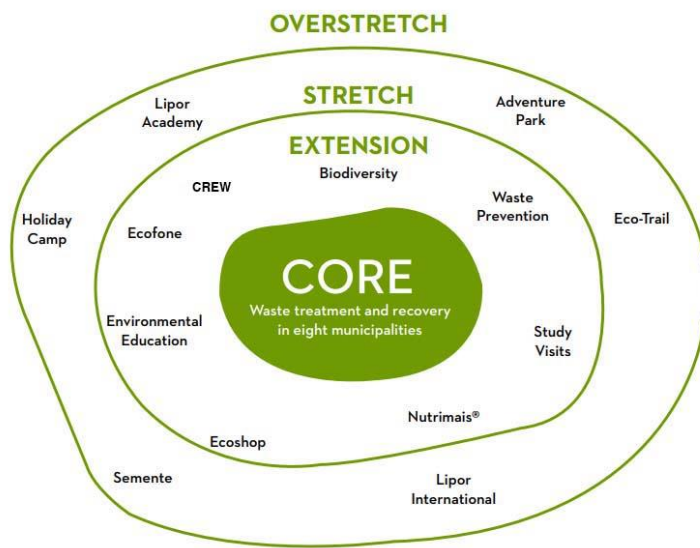 OVERSTRETCH
Lipor
Academy
STRETCH
Adventure
Park
EXTENSION
Biodiversity
CREW
Waste
Prevention
Holiday
Camp
Ecofone
Eco-Trail
CORE
Waste treatment and recovery
in eight municipalities
Environmental
Education
Study
Visits
Nutrimais®
Ecoshop
Semente
Lipor
International